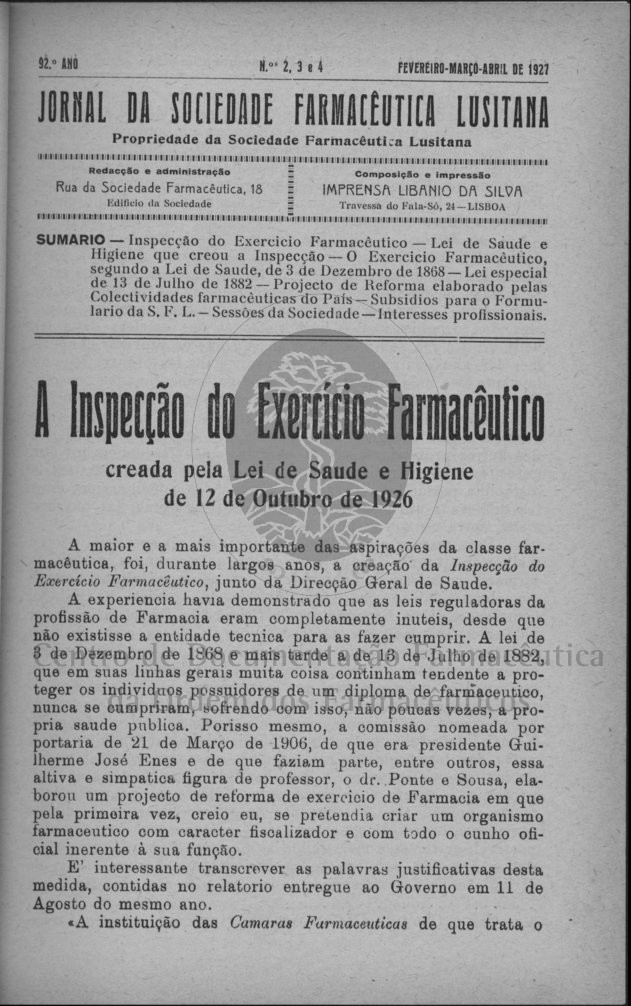 92.º ANO
N.ºˢ 2, 3 e 4
FEVEREIRO-MARÇO-ABRIL DE 1927
JORNAL DA SOCIEDADE FARMACÊUTICA LUSITANA
Propriedade da Sociedade Farmacêutica Lusitana
Redacção e administração
Rua da Sociedade Farmacêutica, 18
Edificio da Sociedade
Composição e impressão
IMPRENSA LIBANIO DA SILVA
Travessa do Fala-Só, 24—LISBOA
SUMARIO — Inspecção do Exercicio Farmacêutico — Lei de Saude e
Higiene que creou a Inspecção — O Exercicio Farmacêutico,
segundo a Lei de Saude, de 3 de Dezembro de 1868 — Lei especial
de 13 de Julho de 1882 — Projecto de Reforma elaborado pelas
Colectividades farmacêuticas do País — Subsidios para o Formu-
lario da S. F. L. — Sessões da Sociedade — Interesses profissionais.
A Inspecção do Exercício Farmacêutico
creada pela Lei de Saude e Higiene
de 12 de Outubro de 1926
A maior e a mais importante das aspirações da classe far-
macêutica, foi, durante largos anos, a creação da Inspecção do
Exercício Farmacêutico, junto da Direcção Geral de Saude.
A experiencia havia demonstrado que as leis reguladoras da
profissão de Farmacia eram completamente inuteis, desde que
não existisse a entidade tecnica para as fazer cumprir. A lei de
3 de Dezembro de 1868 e mais tarde a de 13 de Julho de 1882,
que em suas linhas gerais muita coisa continham tendente a pro-
teger os individuos possuidores de um diploma de farmaceutico,
nunca se cumpriram, sofrendo com isso, não poucas vezes, a pro-
pria saude publica. Porisso mesmo, a comissão nomeada por
portaria de 21 de Março de 1906, de que era presidente Gui-
lherme José Enes e de que faziam parte, entre outros, essa
altiva e simpatica figura de professor, o dr. Ponte e Sousa, ela-
borou um projecto de reforma de exercicio de Farmacia em que
pela primeira vez, creio eu, se pretendia criar um organismo
farmaceutico com caracter fiscalizador e com todo o cunho ofi-
cial inerente à sua função.
E' interessante transcrever as palavras justificativas desta
medida, contidas no relatorio entregue ao Governo em 11 de
Agosto do mesmo ano.
«A instituição das Camaras Farmaceuticas de que trata o
Centro de Documentação Farmacêutica
da Ordem dos Farmacêuticos